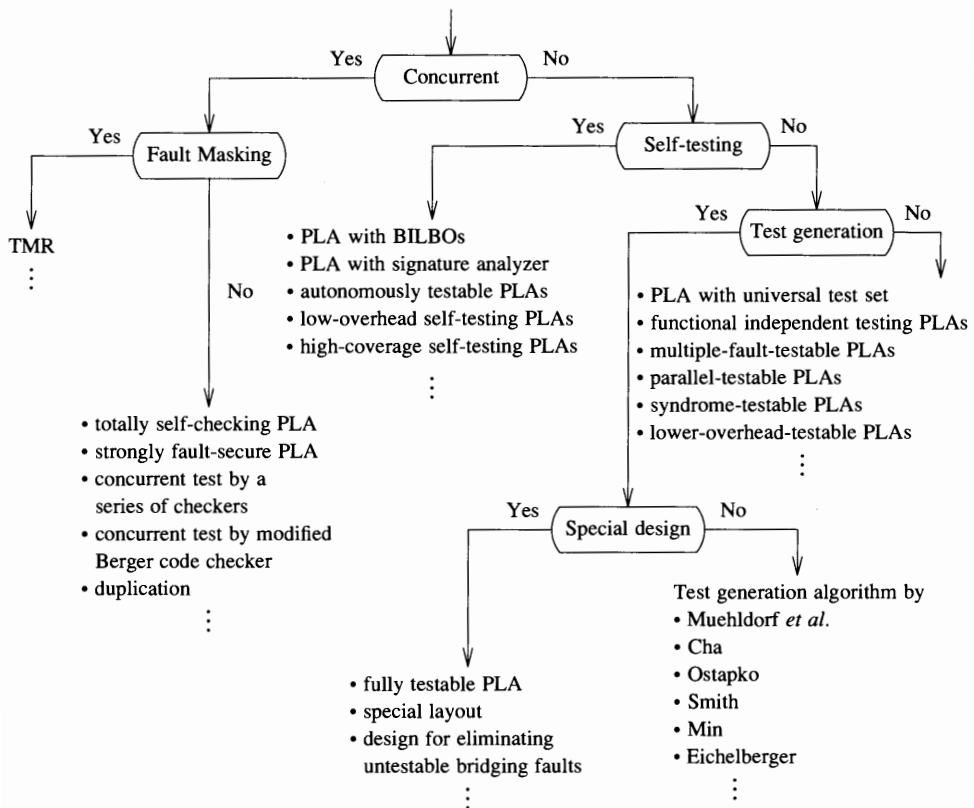 Yes
Concurrent
No
Yes
Fault Masking
Yes
Self-testing
No
TMR
⋮
No
• PLA with BILBOs
• PLA with signature analyzer
• autonomously testable PLAs
• low-overhead self-testing PLAs
• high-coverage self-testing PLAs
⋮
Yes
Test generation
No
• PLA with universal test set
• functional independent testing PLAs
• multiple-fault-testable PLAs
• parallel-testable PLAs
• syndrome-testable PLAs
• lower-overhead-testable PLAs
⋮
• totally self-checking PLA
• strongly fault-secure PLA
• concurrent test by a
series of checkers
• concurrent test by modified
Berger code checker
• duplication
⋮
Yes
Special design
No
• fully testable PLA
• special layout
• design for eliminating
untestable bridging faults
⋮
Test generation algorithm by
• Muehldorf et al.
• Cha
• Ostapko
• Smith
• Min
• Eichelberger
⋮